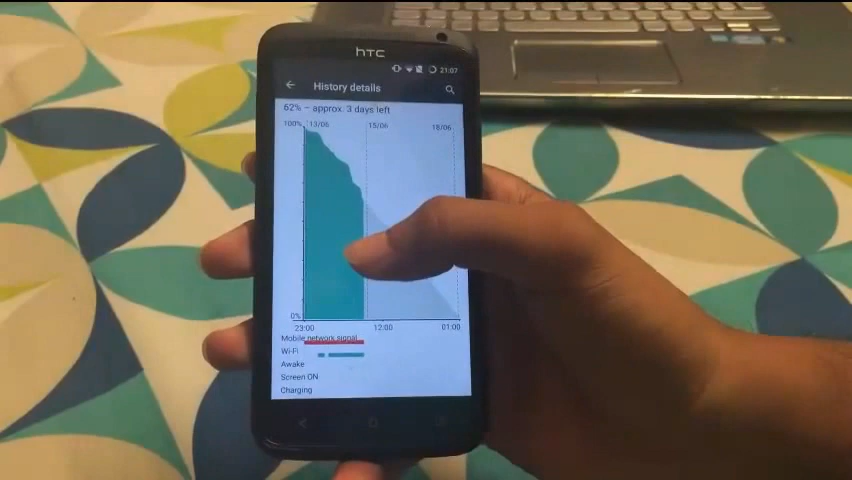 hTC
21:07
History details
62% – approx. 3 days left
100% 13/06 15/06 18/06
0%
23:00 12:00 01:00
Mobile network signal
Wi-Fi
Awake
Screen ON
Charging